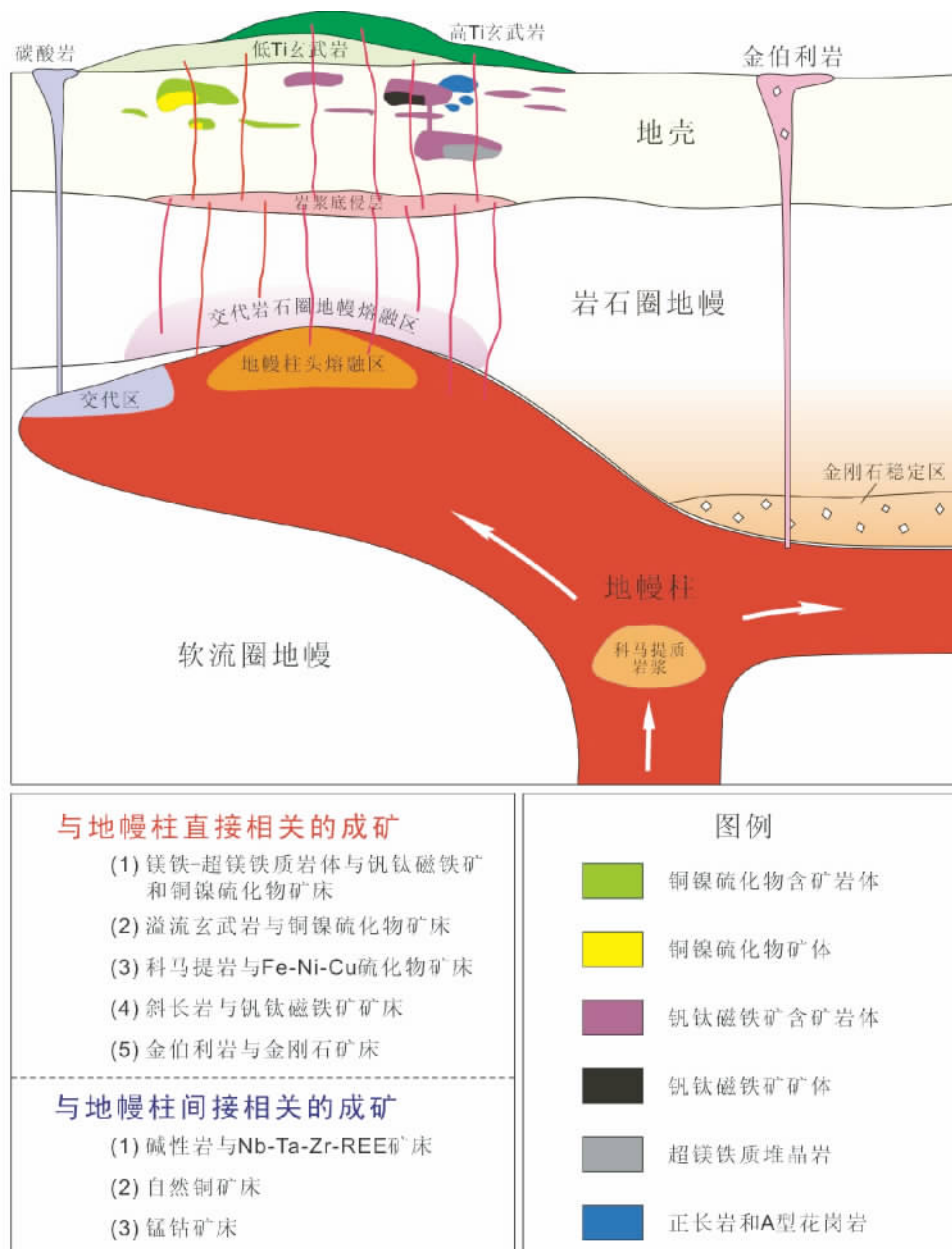 碳酸岩
低Ti玄武岩
高Ti玄武岩
金伯利岩
地壳
岩浆底侵层
岩石圈地幔
交代岩石圈地幔熔融区
地幔柱头熔融区
交代区
金刚石稳定区
地幔柱
科马提质
岩浆
软流圈地幔
与地幔柱直接相关的成矿
(1) 镁铁-超镁铁质岩体与钒钛磁铁矿
和铜镍硫化物矿床
(2) 溢流玄武岩与铜镍硫化物矿床
(3) 科马提岩与Fe-Ni-Cu硫化物矿床
(4) 斜长岩与钒钛磁铁矿矿床
(5) 金伯利岩与金刚石矿床
与地幔柱间接相关的成矿
(1) 碱性岩与Nb-Ta-Zr-REE矿床
(2) 自然铜矿床
(3) 锰钴矿床
图例
铜镍硫化物含矿岩体
铜镍硫化物矿体
钒钛磁铁矿含矿岩体
钒钛磁铁矿矿体
超镁铁质堆晶岩
正长岩和A型花岗岩